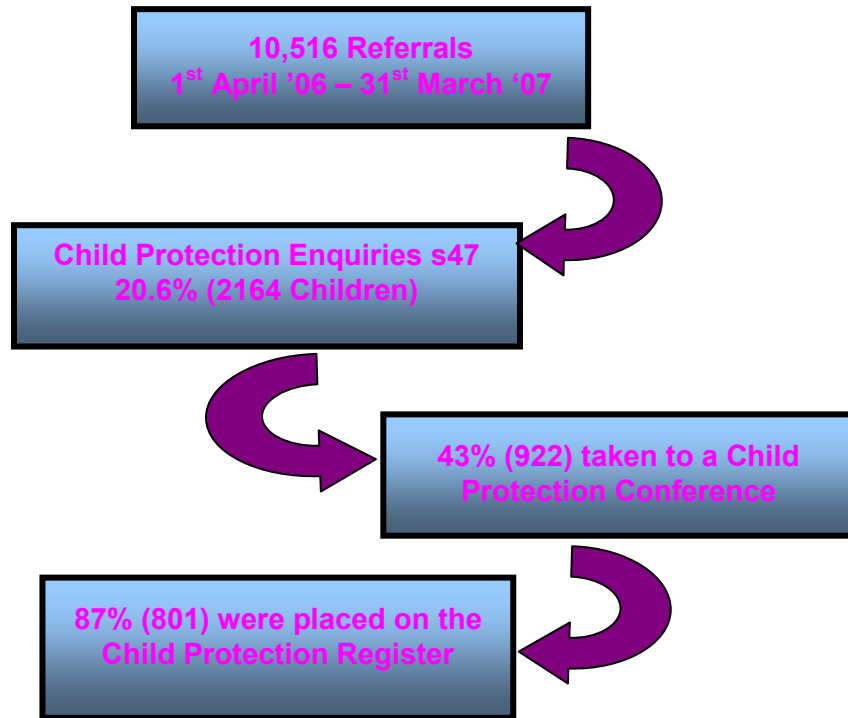 10,516 Referrals
1st April '06 – 31st March ‘07
Child Protection Enquiries s47
20.6% (2164 Children)
43% (922) taken to a Child
Protection Conference
87% (801) were placed on the
Child Protection Register